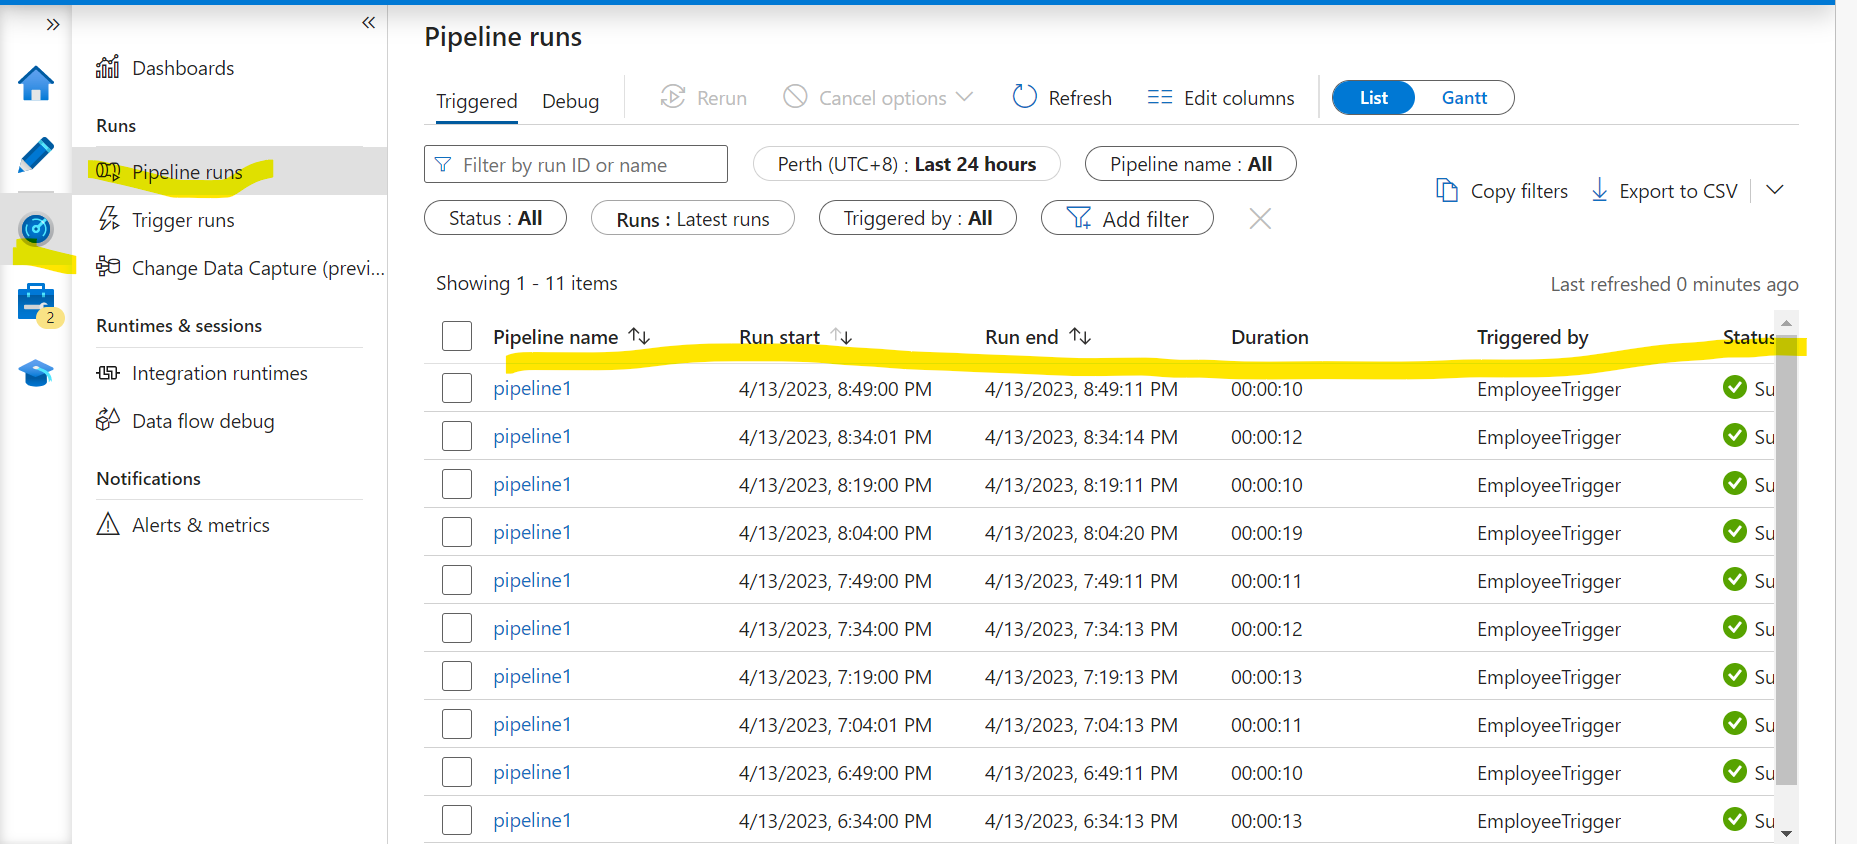 Dashboards
Runs
Pipeline runs
Trigger runs
Change Data Capture (previ...
Runtimes & sessions
Integration runtimes
Data flow debug
Notifications
Alerts & metrics
2
Pipeline runs
Triggered Debug Rerun Cancel options Refresh Edit columns List Gantt
Filter by run ID or name Perth (UTC+8) : Last 24 hours Pipeline name : All
Status : All Runs : Latest runs Triggered by : All Add filter
Copy filters Export to CSV
Showing 1 - 11 items Last refreshed 0 minutes ago
Pipeline name Run start Run end Duration Triggered by Status
pipeline1 4/13/2023, 8:49:00 PM 4/13/2023, 8:49:11 PM 00:00:10 EmployeeTrigger Su
pipeline1 4/13/2023, 8:34:01 PM 4/13/2023, 8:34:14 PM 00:00:12 EmployeeTrigger Su
pipeline1 4/13/2023, 8:19:00 PM 4/13/2023, 8:19:11 PM 00:00:10 EmployeeTrigger Su
pipeline1 4/13/2023, 8:04:00 PM 4/13/2023, 8:04:20 PM 00:00:19 EmployeeTrigger Su
pipeline1 4/13/2023, 7:49:00 PM 4/13/2023, 7:49:11 PM 00:00:11 EmployeeTrigger Su
pipeline1 4/13/2023, 7:34:00 PM 4/13/2023, 7:34:13 PM 00:00:12 EmployeeTrigger Su
pipeline1 4/13/2023, 7:19:00 PM 4/13/2023, 7:19:13 PM 00:00:13 EmployeeTrigger Su
pipeline1 4/13/2023, 7:04:01 PM 4/13/2023, 7:04:13 PM 00:00:11 EmployeeTrigger Su
pipeline1 4/13/2023, 6:49:00 PM 4/13/2023, 6:49:11 PM 00:00:10 EmployeeTrigger Su
pipeline1 4/13/2023, 6:34:00 PM 4/13/2023, 6:34:13 PM 00:00:13 EmployeeTrigger Su